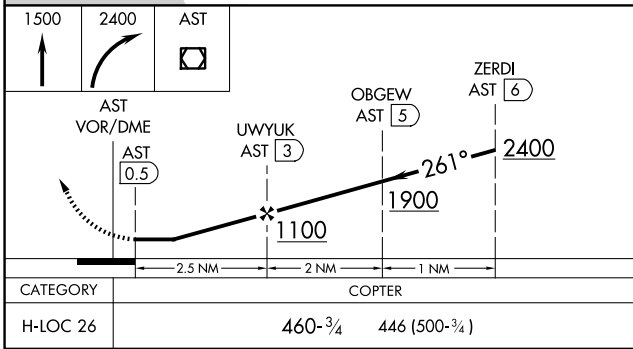 1500 2400 AST
ZERDI
AST 6
OBGEW
AST 5
AST
VOR/DME
UWYUK
AST 3
AST
0.5
261° 2400
1900
1100
2.5 NM 2 NM 1 NM
CATEGORY COPTER
H-LOC 26 460-¾ 446 (500-¾)